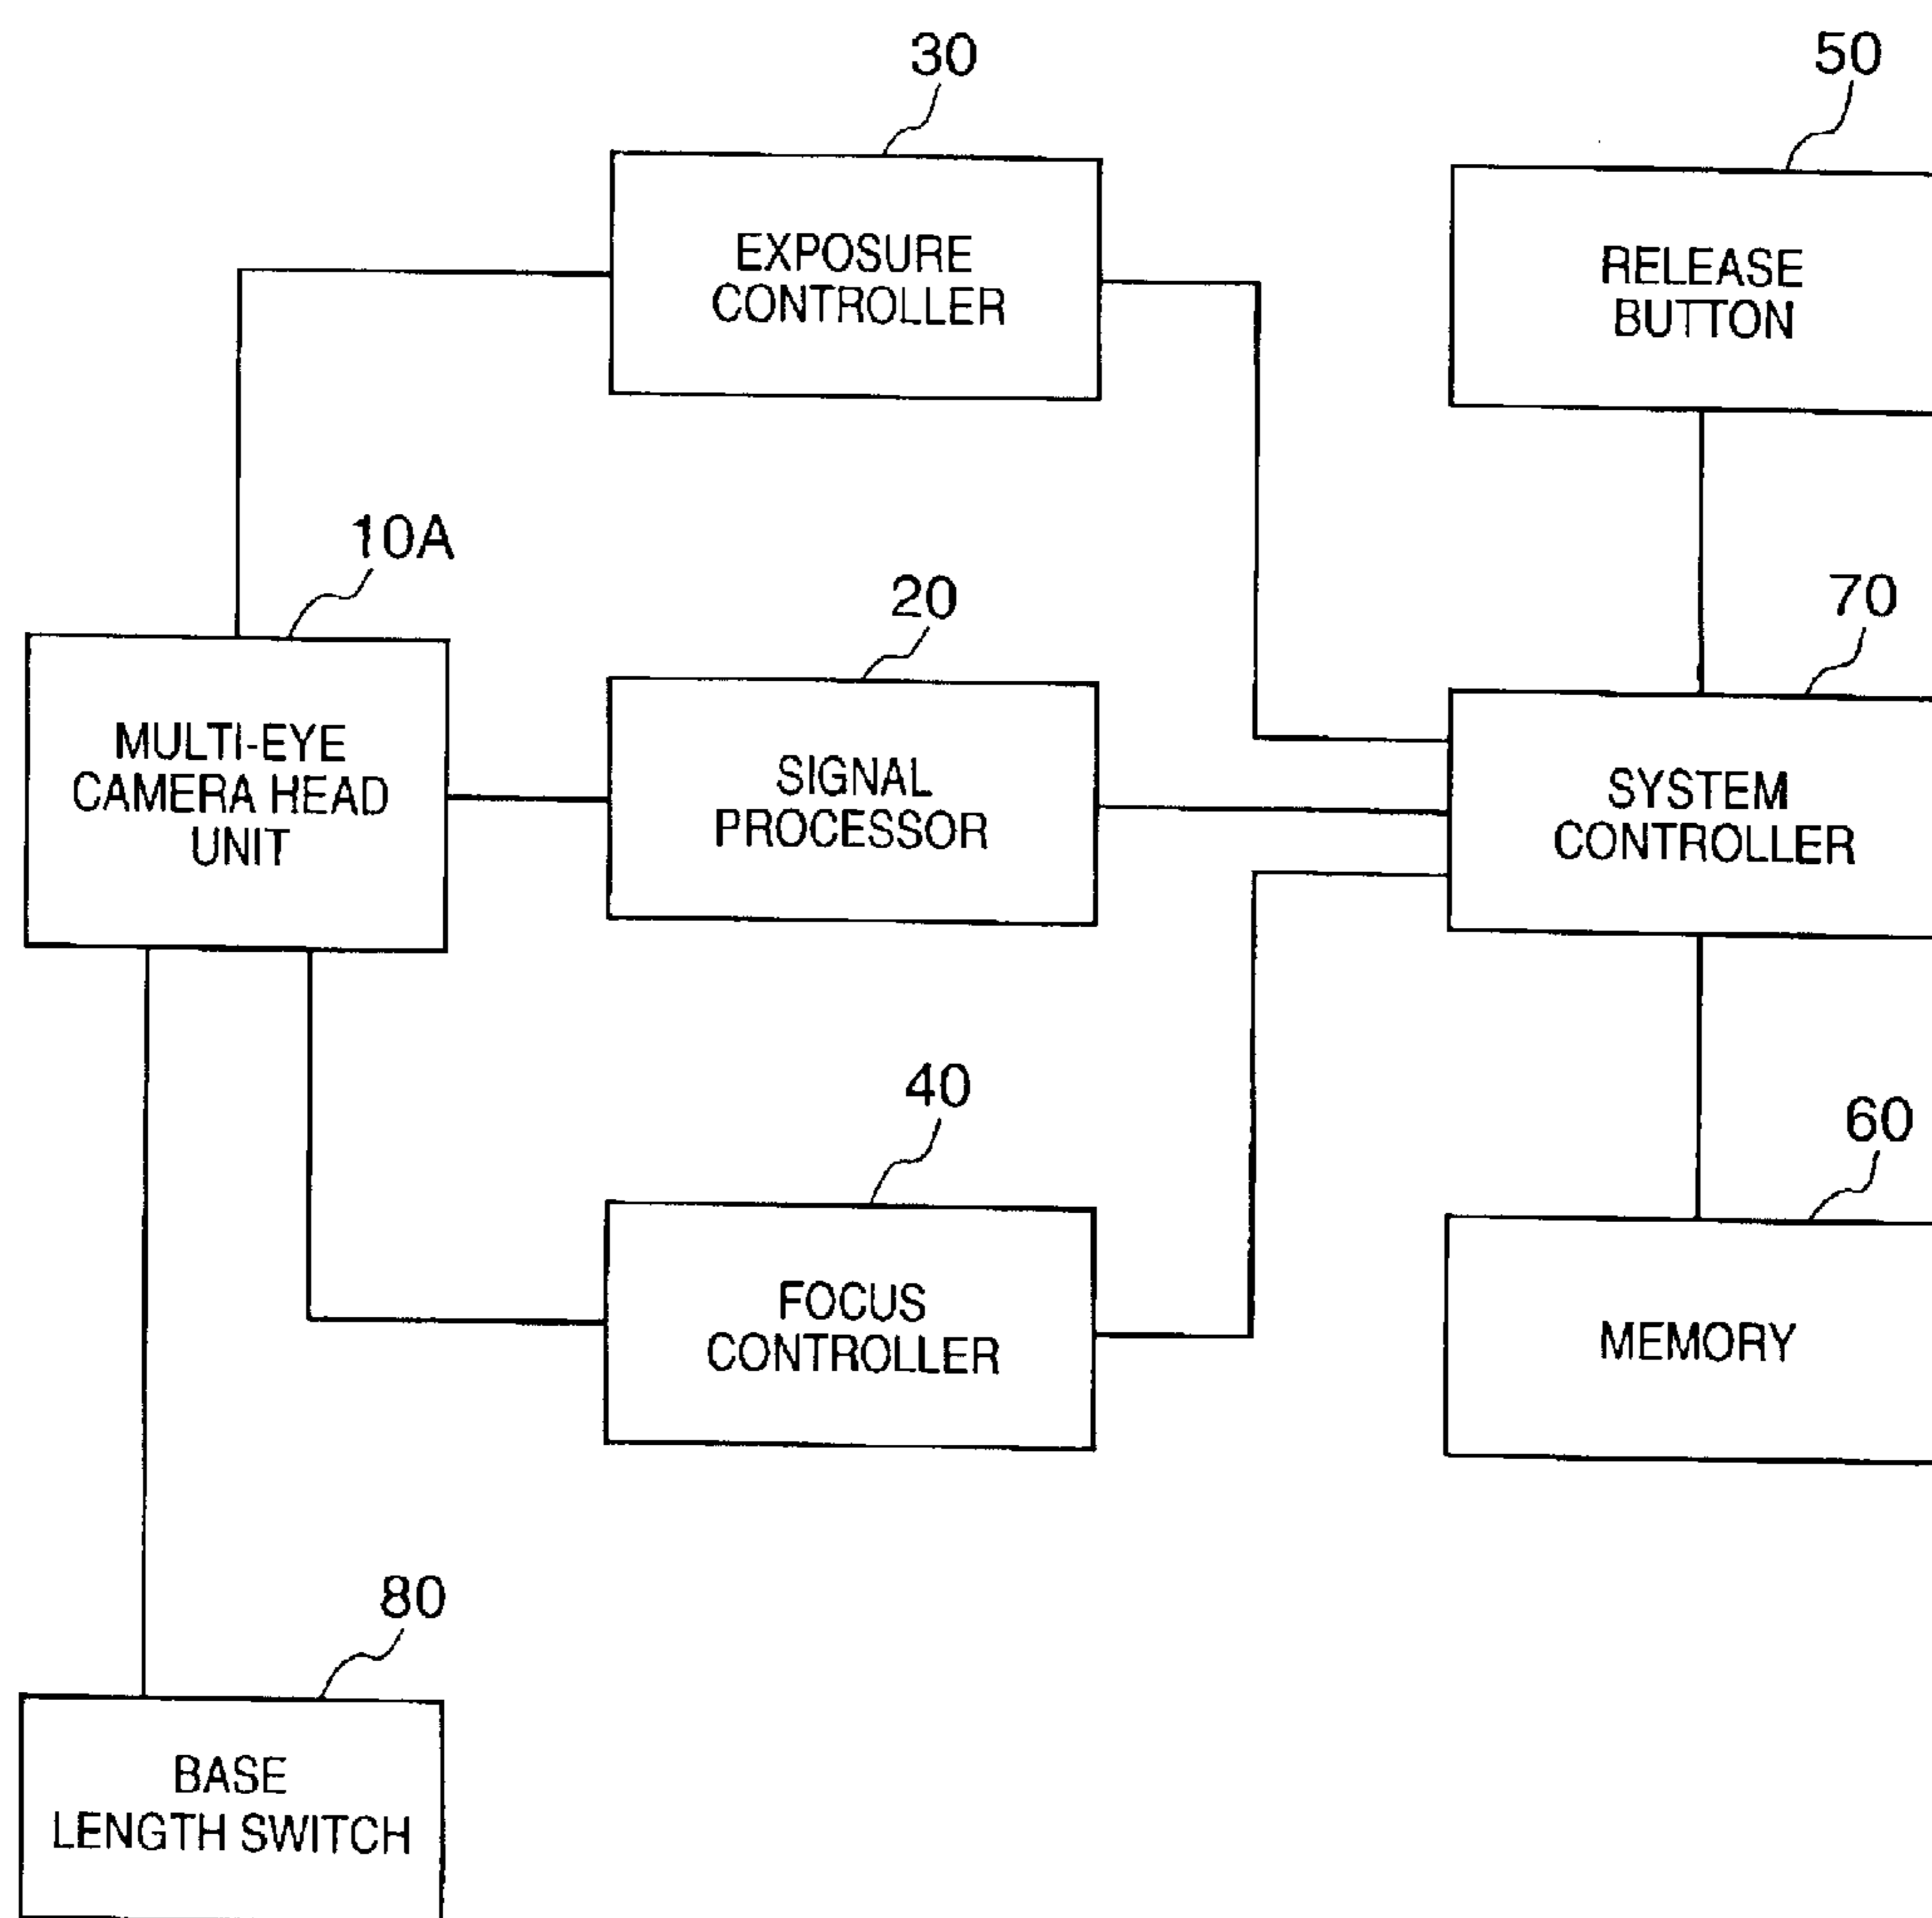 30
EXPOSURE
CONTROLLER
50
RELEASE
BUTTON
10A
MULTI-EYE
CAMERA HEAD
UNIT
20
SIGNAL
PROCESSOR
70
SYSTEM
CONTROLLER
40
FOCUS
CONTROLLER
60
MEMORY
80
BASE
LENGTH SWITCH